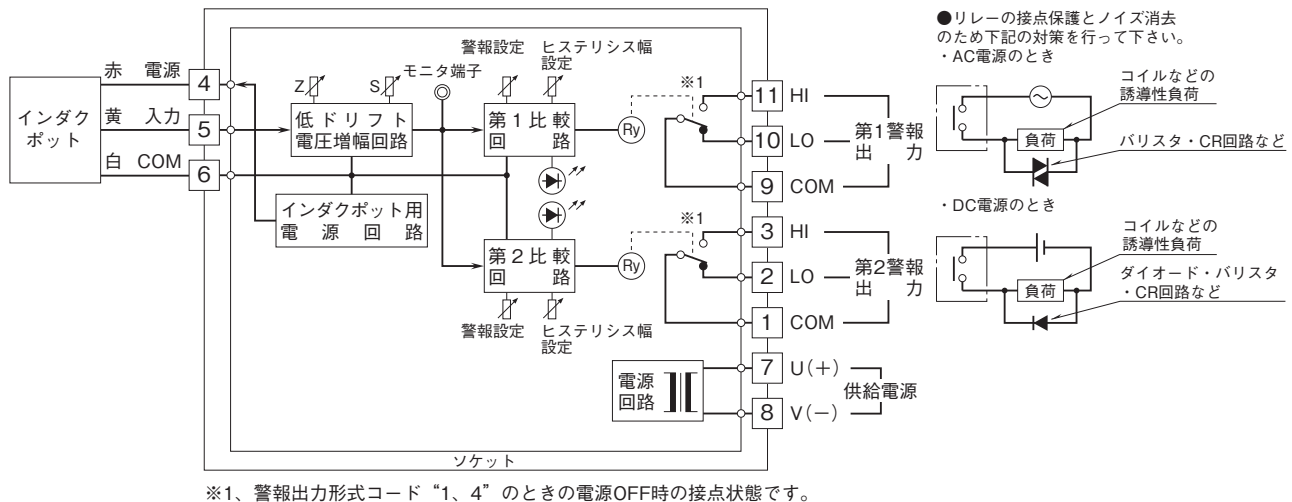 インダク
ポット
赤 電源
黄 入力
白 COM
4
5
6
Z
S
モニタ端子
警報設定
ヒステリシス幅
設定
低ドリフト
電圧増幅回路
第1比較
回路
インダクポット用
電源回路
第2比較
回路
警報設定
ヒステリシス幅
設定
Ry
Ry
※1
※1
11 HI
10 LO
9 COM
第1警報
出力
3 HI
2 LO
1 COM
第2警報
出力
電源
回路
7 U(+)
8 V(−)
供給電源
ソケット
●リレーの接点保護とノイズ消去
のため下記の対策を行って下さい。
・AC電源のとき
コイルなどの
誘導性負荷
負荷
バリスタ・CR回路など
・DC電源のとき
コイルなどの
誘導性負荷
負荷
ダイオード・バリスタ
・CR回路など
※1、警報出力形式コード“1、4”のときの電源OFF時の接点状態です。